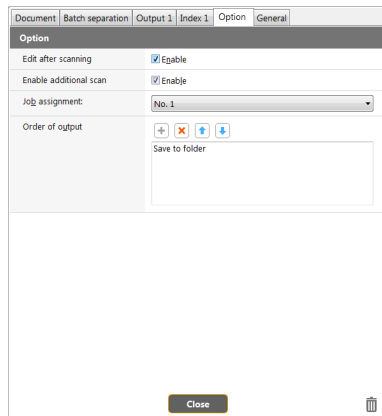 Document Batch separation Output 1 Index 1 Option General
Option
Edit after scanning Enable
Enable additional scan Enable
Job assignment: No. 1
Order of output
Save to folder
Close